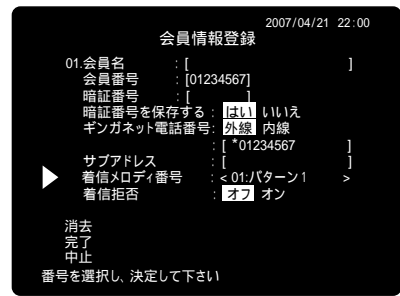 2007/04/21 22:00
会員情報登録
01.会員名 : [ ]
会員番号 : [01234567]
暗証番号 : [ ]
暗証番号を保存する : はい いいえ
ギンガネット電話番号: 外線 内線
: [ *01234567 ]
サブアドレス : [ ]
着信メロディ番号 : < 01:パターン1 >
着信拒否 : オフ オン
消去
完了
中止
番号を選択し、決定して下さい